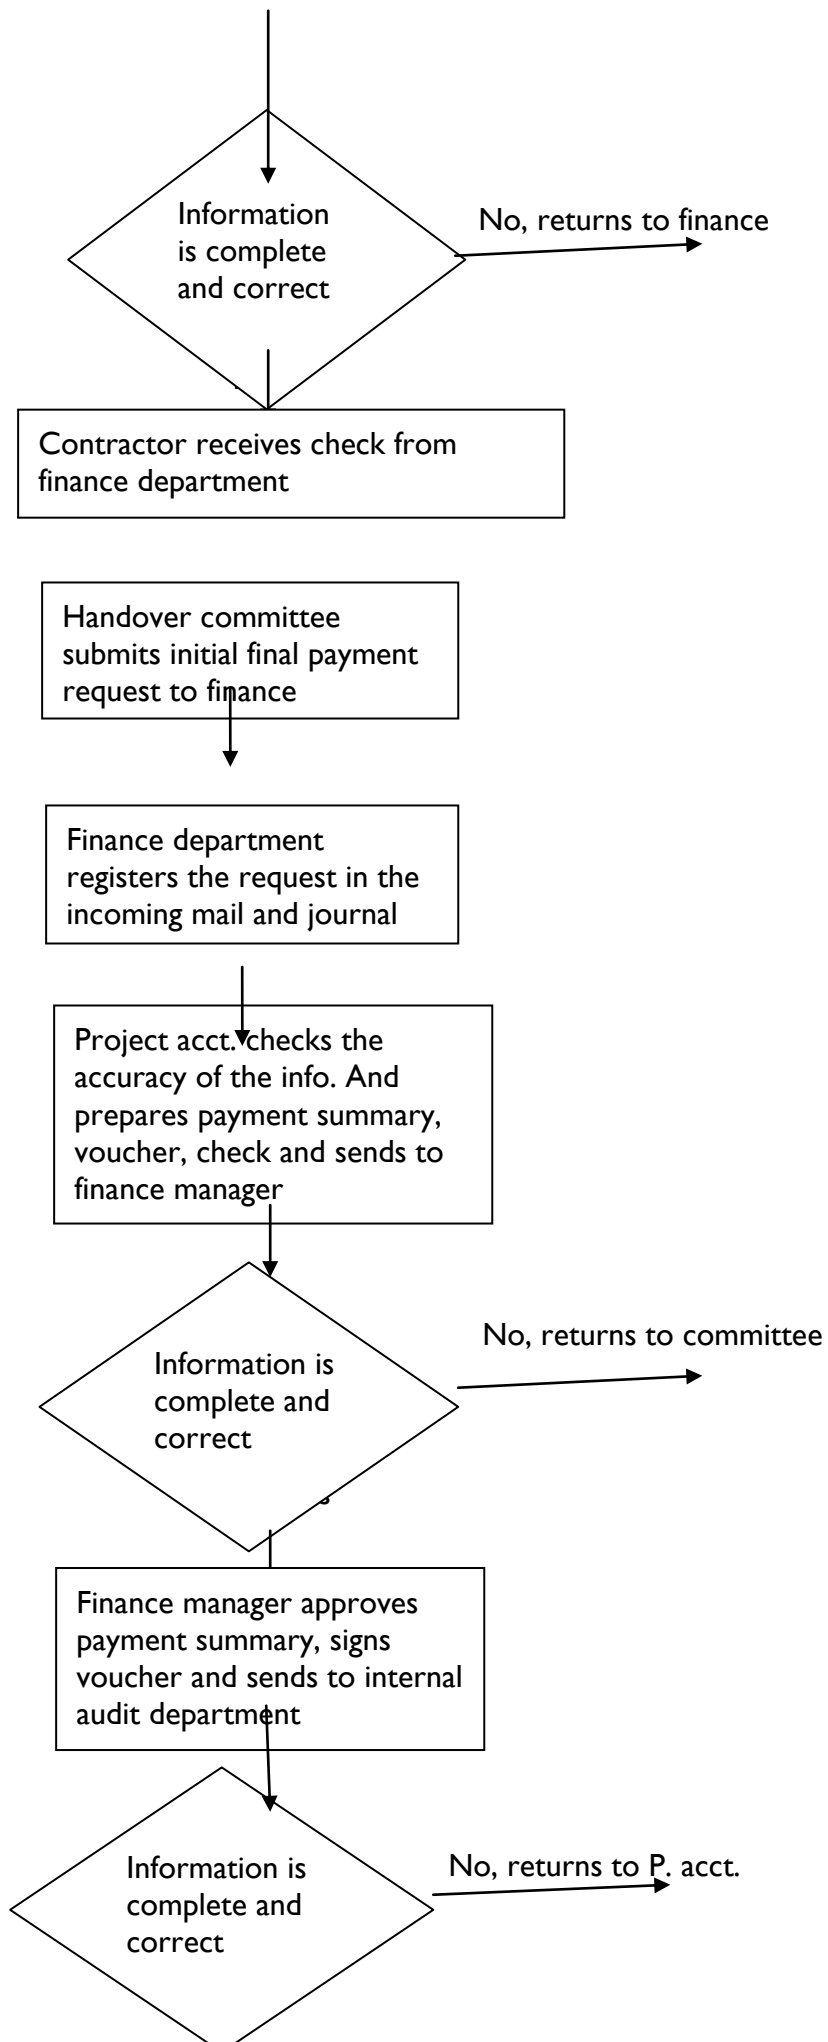 Information
is complete
and correct
No, returns to finance
Contractor receives check from
finance department
Handover committee
submits initial final payment
request to finance
Finance department
registers the request in the
incoming mail and journal
Project acct. checks the
accuracy of the info. And
prepares payment summary,
voucher, check and sends to
finance manager
Information is
complete and
correct
No, returns to committee
Finance manager approves
payment summary, signs
voucher and sends to internal
audit department
Information is
complete and
correct
No, returns to P. acct.